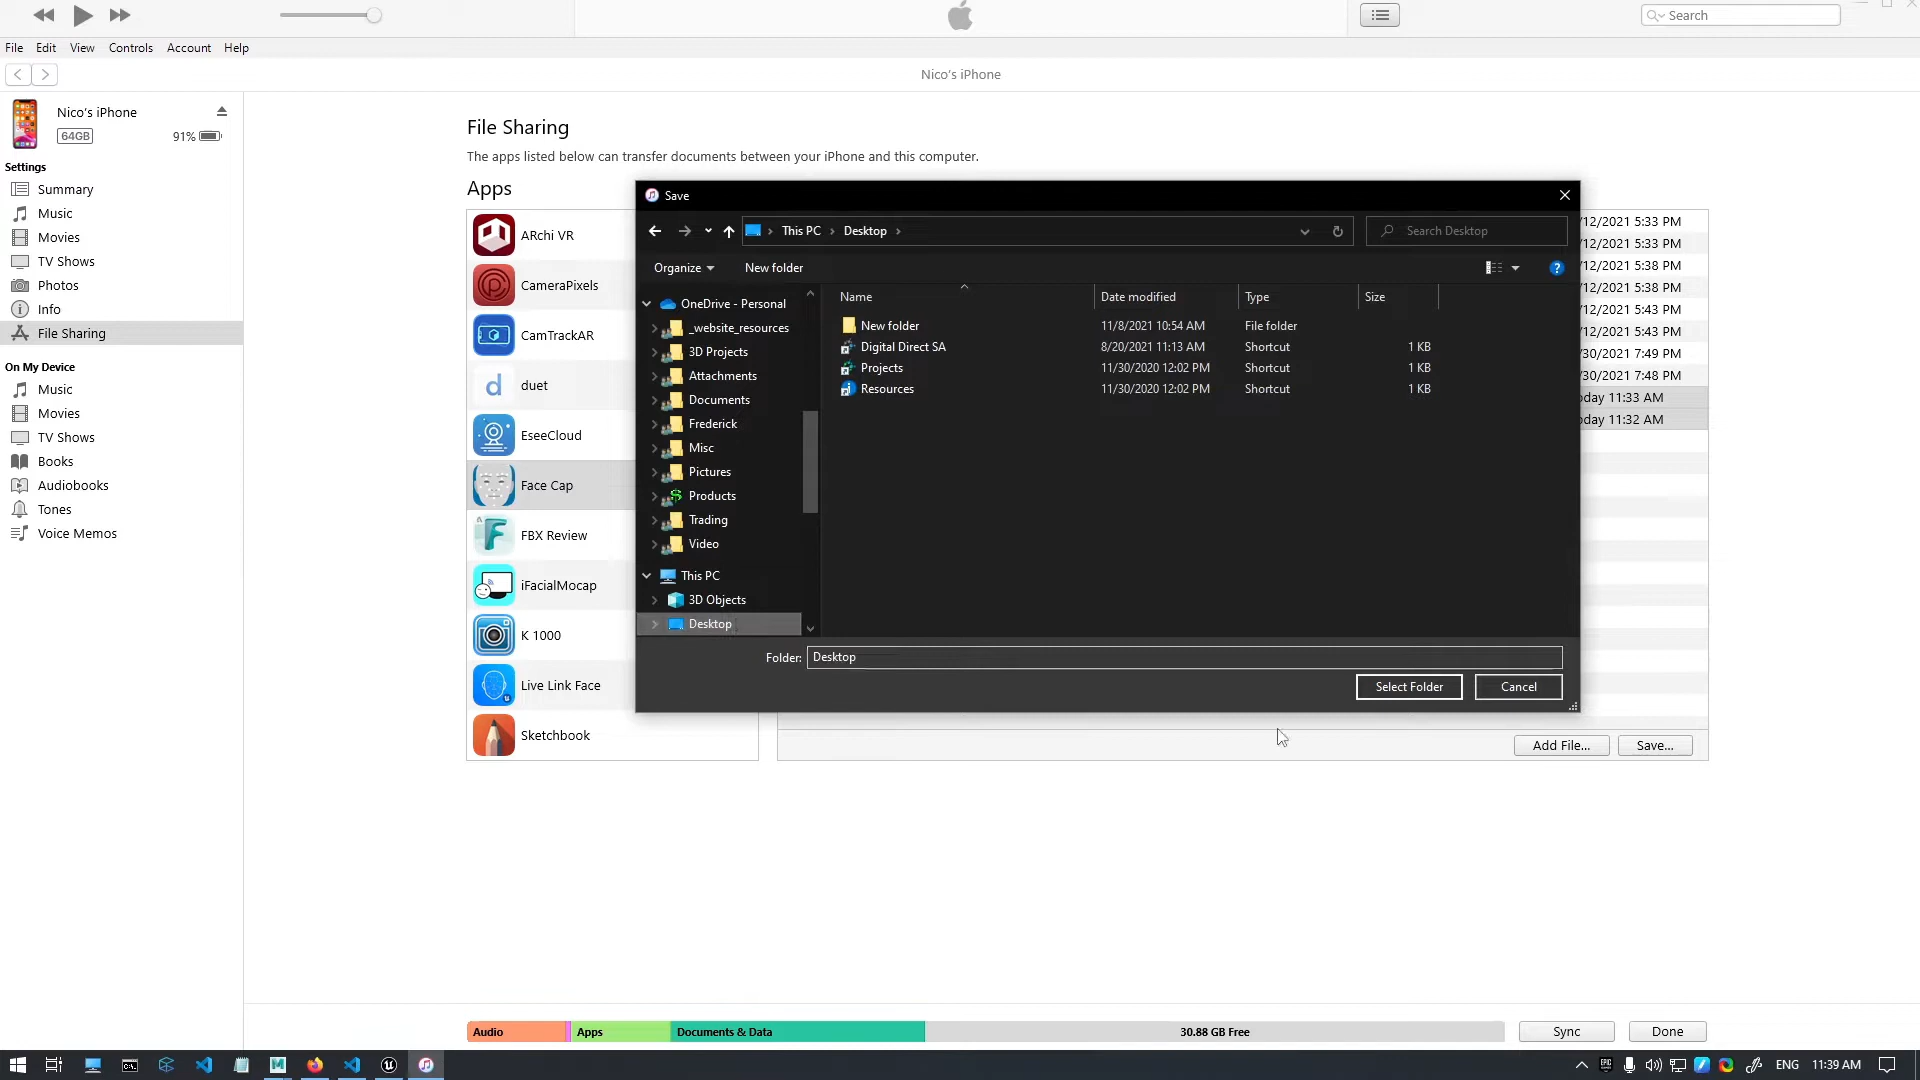 Search
File Edit View Controls Account Help
Nico's iPhone
Nico's iPhone
64GB 91%
Settings
Summary
Music
Movies
TV Shows
Photos
Info
File Sharing
On My Device
Music
Movies
TV Shows
Books
Audiobooks
Tones
Voice Memos
File Sharing
The apps listed below can transfer documents between your iPhone and this computer.
Apps
ARchi VR
CameraPixels
CamTrackAR
duet
EseeCloud
Face Cap
FBX Review
iFacialMocap
K 1000
Live Link Face
Sketchbook
Save
This PC Desktop
Search Desktop
Organize New folder
OneDrive - Personal
_website_resources
3D Projects
Attachments
Documents
Frederick
Misc
Pictures
Products
Trading
Video
This PC
3D Objects
Desktop
Name Date modified Type Size
New folder 11/8/2021 10:54 AM File folder
Digital Direct SA 8/20/2021 11:13 AM Shortcut 1 KB
Projects 11/30/2020 12:02 PM Shortcut 1 KB
Resources 11/30/2020 12:02 PM Shortcut 1 KB
Folder: Desktop
Select Folder Cancel
/12/2021 5:33 PM
/12/2021 5:33 PM
/12/2021 5:38 PM
/12/2021 5:38 PM
/12/2021 5:43 PM
/12/2021 5:43 PM
/30/2021 7:49 PM
/30/2021 7:48 PM
oday 11:33 AM
oday 11:32 AM
Add File... Save...
Audio Apps Documents & Data 30.88 GB Free
Sync Done
ENG 11:39 AM